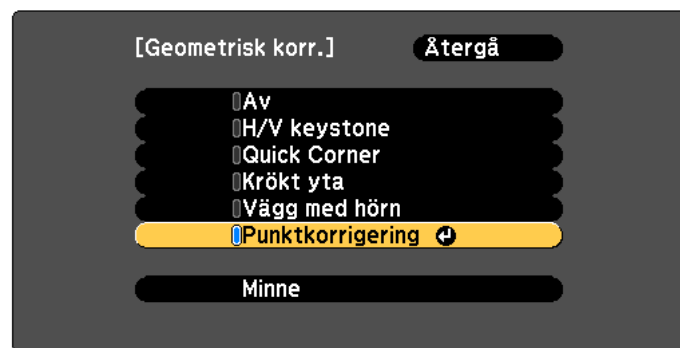 [Geometrisk korr.] Återgå
Av
H/V keystone
Quick Corner
Krökt yta
Vägg med hörn
Punktkorrigering
Minne